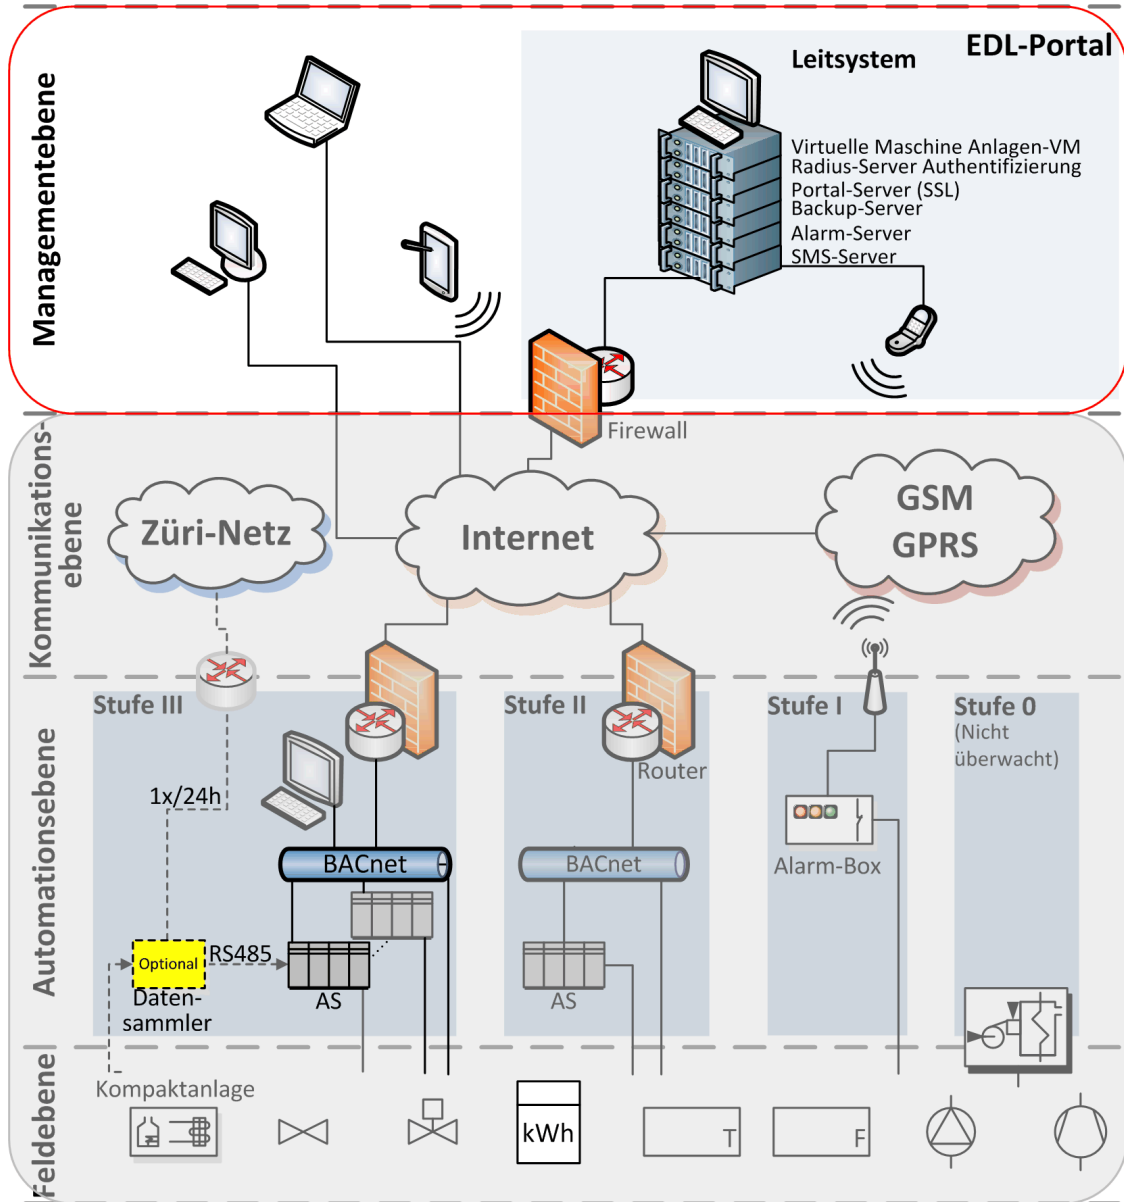 Managementebene
EDL-Portal
Leitsystem
Virtuelle Maschine Anlagen-VM
Radius-Server Authentifizierung
Portal-Server (SSL)
Backup-Server
Alarm-Server
SMS-Server
Kommunikations-
ebene
Firewall
Züri-Netz
Internet
GSM
GPRS
Automationsebene
Stufe III
1x/24h
BACnet
Optional
RS485
Daten-
sammler
AS
Stufe II
Router
BACnet
AS
Stufe I
Alarm-Box
Stufe 0
(Nicht
überwacht)
Feldebene
Kompaktanlage
kWh
T
F